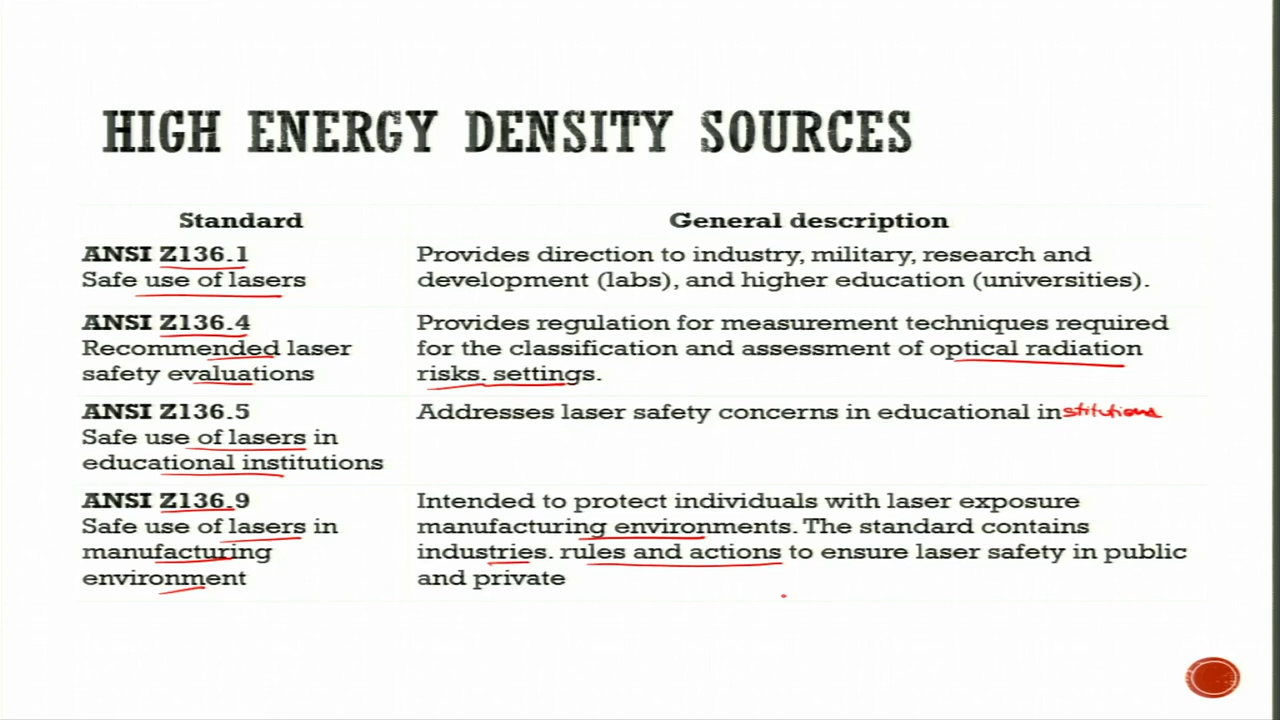 HIGH ENERGY DENSITY SOURCES
Standard General description
ANSI Z136.1
Safe use of lasers
Provides direction to industry, military, research and
development (labs), and higher education (universities).
ANSI Z136.4
Recommended laser
safety evaluations
Provides regulation for measurement techniques required
for the classification and assessment of optical radiation
risks. settings.
ANSI Z136.5
Safe use of lasers in
educational institutions
Addresses laser safety concerns in educational institutions
ANSI Z136.9
Safe use of lasers in
manufacturing
environment
Intended to protect individuals with laser exposure
manufacturing environments. The standard contains
industries. rules and actions to ensure laser safety in public
and private